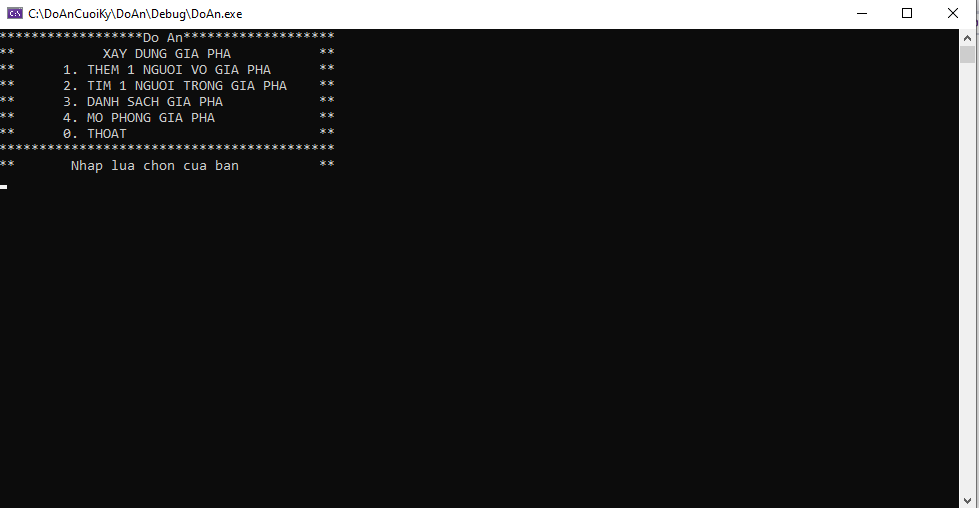 C:\DoAnCuoiKy\DoAn\Debug\DoAn.exe
******************Do An*******************
**           XAY DUNG GIA PHA           **
**      1. THEM 1 NGUOI VO GIA PHA      **
**      2. TIM 1 NGUOI TRONG GIA PHA    **
**      3. DANH SACH GIA PHA            **
**      4. MO PHONG GIA PHA             **
**      0. THOAT                        **
******************************************
**       Nhap lua chon cua ban          **